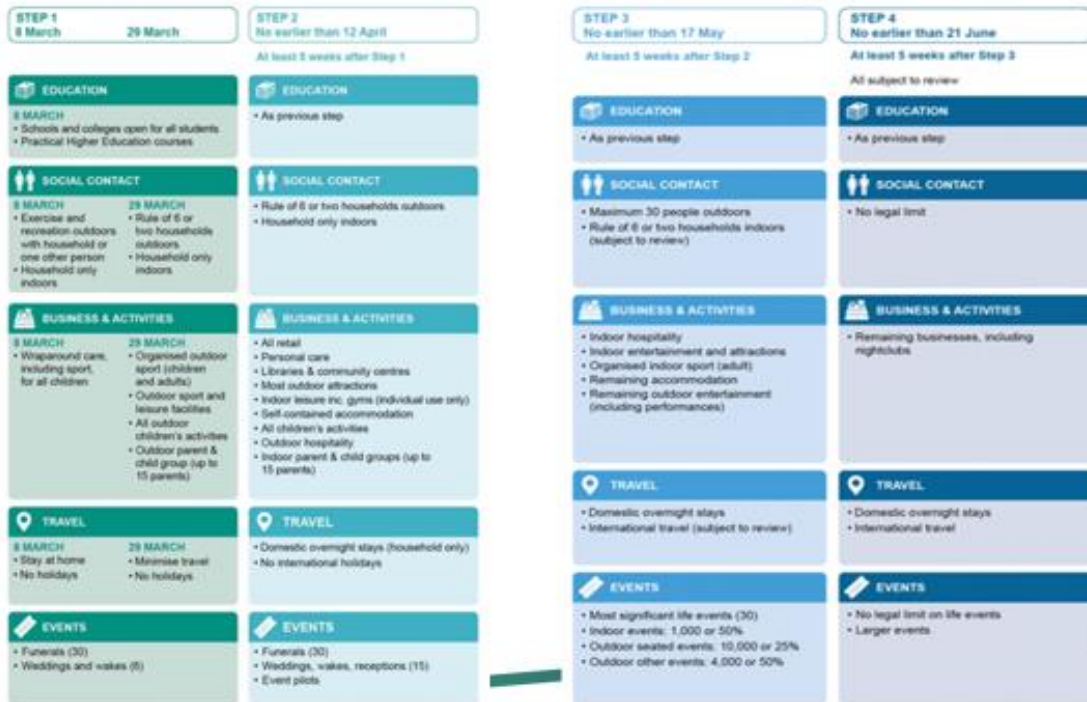 STEP 1
8 March 29 March
EDUCATION
8 MARCH
• Schools and colleges open for all students
• Practical Higher Education courses
SOCIAL CONTACT
8 MARCH
• Exercise and
recreation outdoors
with household or
one other person
• Household only
indoors
29 MARCH
• Rule of 6 or
two households
outdoors
• Household only
indoors
BUSINESS & ACTIVITIES
8 MARCH
• Wraparound care,
including sport,
for all children
29 MARCH
• Organised outdoor
sport (children
and adults)
• Outdoor sport and
leisure facilities
• All outdoor
children's activities
• Outdoor parent &
child group (up to
15 parents)
TRAVEL
8 MARCH
• Stay at home
• No holidays
29 MARCH
• Minimise travel
• No holidays
EVENTS
• Funerals (30)
• Weddings and wakes (6)
STEP 2
No earlier than 12 April
At least 5 weeks after Step 1
EDUCATION
• As previous step
SOCIAL CONTACT
• Rule of 6 or two households outdoors
• Household only indoors
BUSINESS & ACTIVITIES
• All retail
• Personal care
• Libraries & community centres
• Most outdoor attractions
• Indoor leisure inc. gyms (individual use only)
• Self-contained accommodation
• All children's activities
• Outdoor hospitality
• Indoor parent & child groups (up to
15 parents)
TRAVEL
• Domestic overnight stays (household only)
• No international holidays
EVENTS
• Funerals (30)
• Weddings, wakes, receptions (15)
• Event pilots
STEP 3
No earlier than 17 May
At least 5 weeks after Step 2
EDUCATION
• As previous step
SOCIAL CONTACT
• Maximum 30 people outdoors
• Rule of 6 or two households indoors
(subject to review)
BUSINESS & ACTIVITIES
• Indoor hospitality
• Indoor entertainment and attractions
• Organised indoor sport (adult)
• Remaining accommodation
• Remaining outdoor entertainment
(including performances)
TRAVEL
• Domestic overnight stays
• International travel (subject to review)
EVENTS
• Most significant life events (30)
• Indoor events: 1,000 or 50%
• Outdoor seated events: 10,000 or 25%
• Outdoor other events: 4,000 or 50%
STEP 4
No earlier than 21 June
At least 5 weeks after Step 3
All subject to review
EDUCATION
• As previous step
SOCIAL CONTACT
• No legal limit
BUSINESS & ACTIVITIES
• Remaining businesses, including
nightclubs
TRAVEL
• Domestic overnight stays
• International travel
EVENTS
• No legal limit on life events
• Larger events